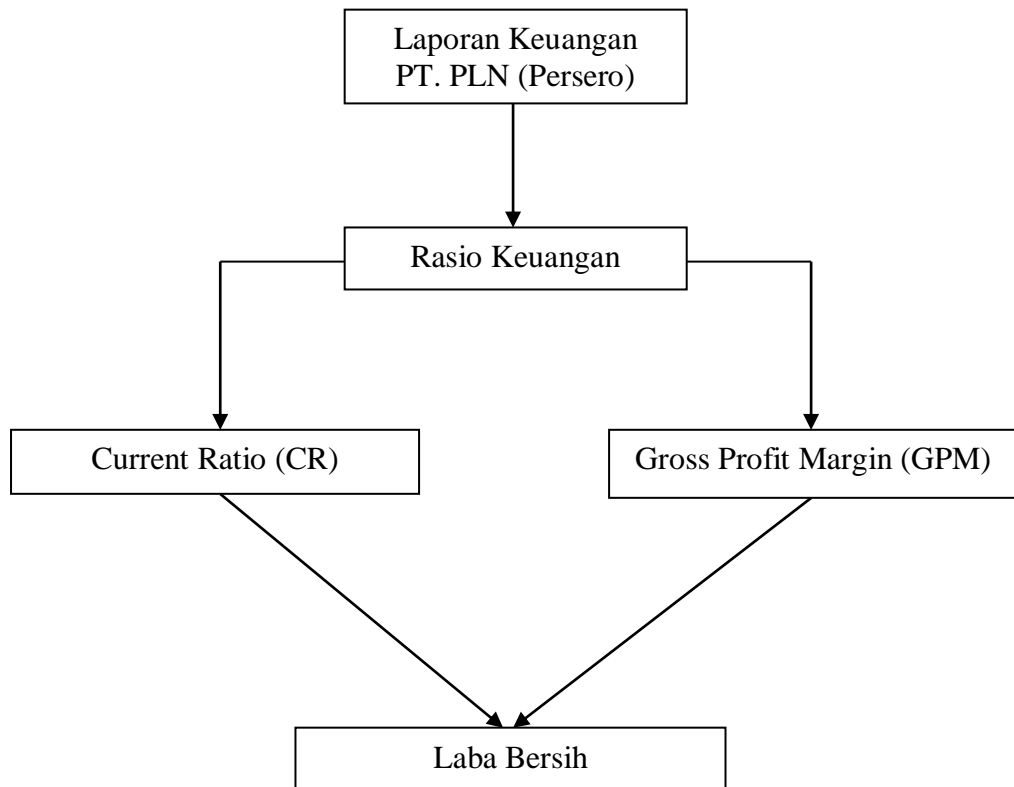 Laporan Keuangan
PT. PLN (Persero)
Rasio Keuangan
Current Ratio (CR)
Gross Profit Margin (GPM)
Laba Bersih